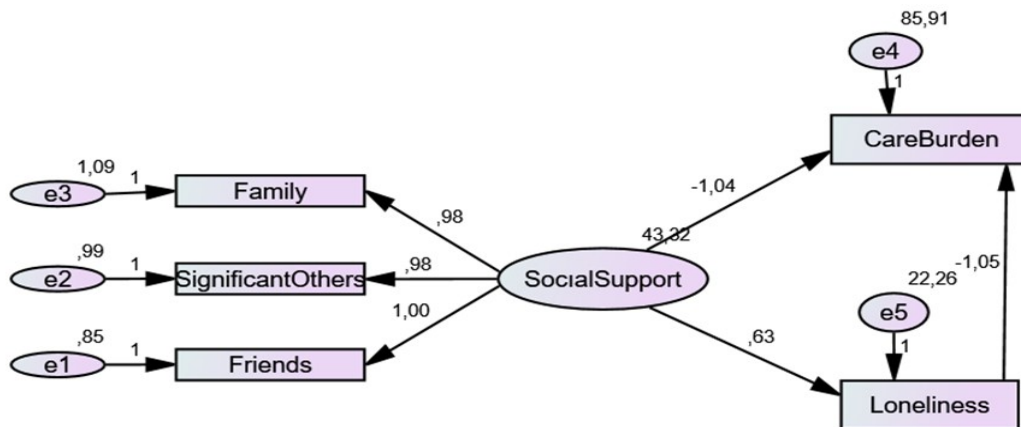 85,91
e4
1
CareBurden
1,09
e3
1
Family
-1,04
,98
,99
e2
1
SignificantOthers
,98
43,32
SocialSupport
-1,05
22,26
e5
1
,85
e1
1
Friends
1,00
,63
Loneliness